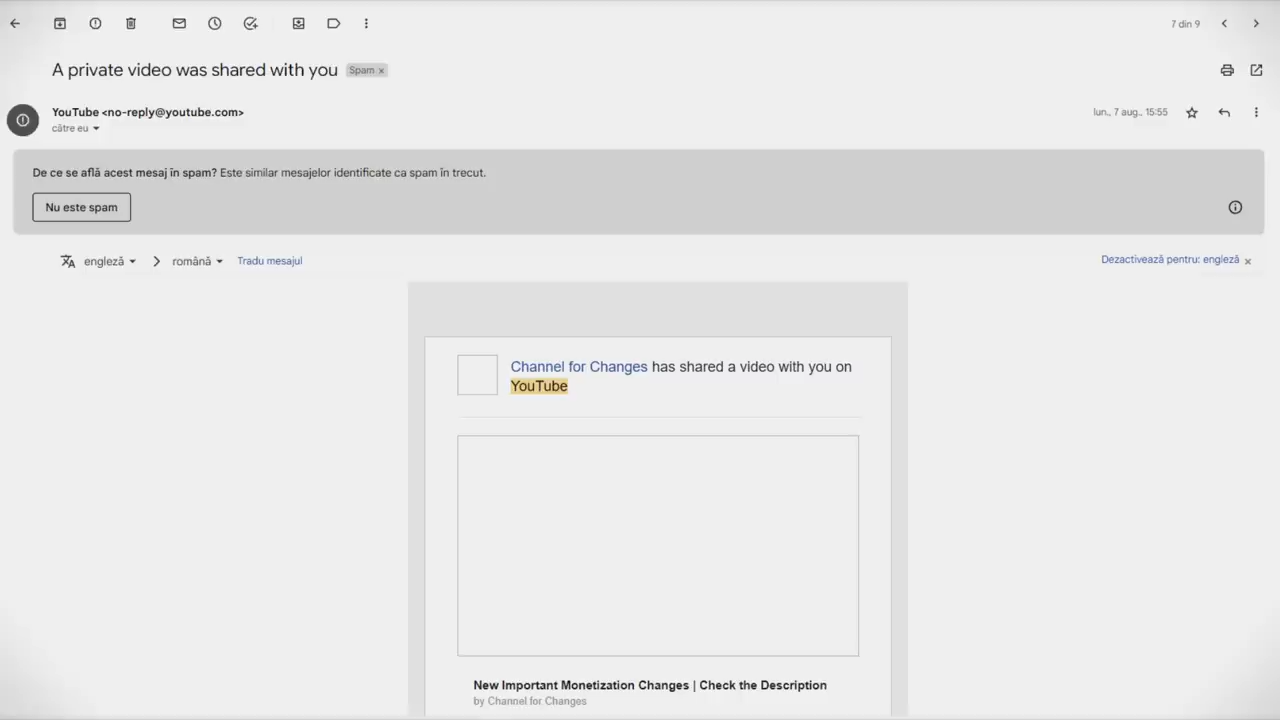 7 din 9
A private video was shared with you Spam x
YouTube <no-reply@youtube.com>
lun., 7 aug., 15:55
către eu
De ce se află acest mesaj în spam? Este similar mesajelor identificate ca spam în trecut.
Nu este spam
engleză > română Tradu mesajul
Dezactivează pentru: engleză x
Channel for Changes has shared a video with you on
YouTube
New Important Monetization Changes | Check the Description
by Channel for Changes